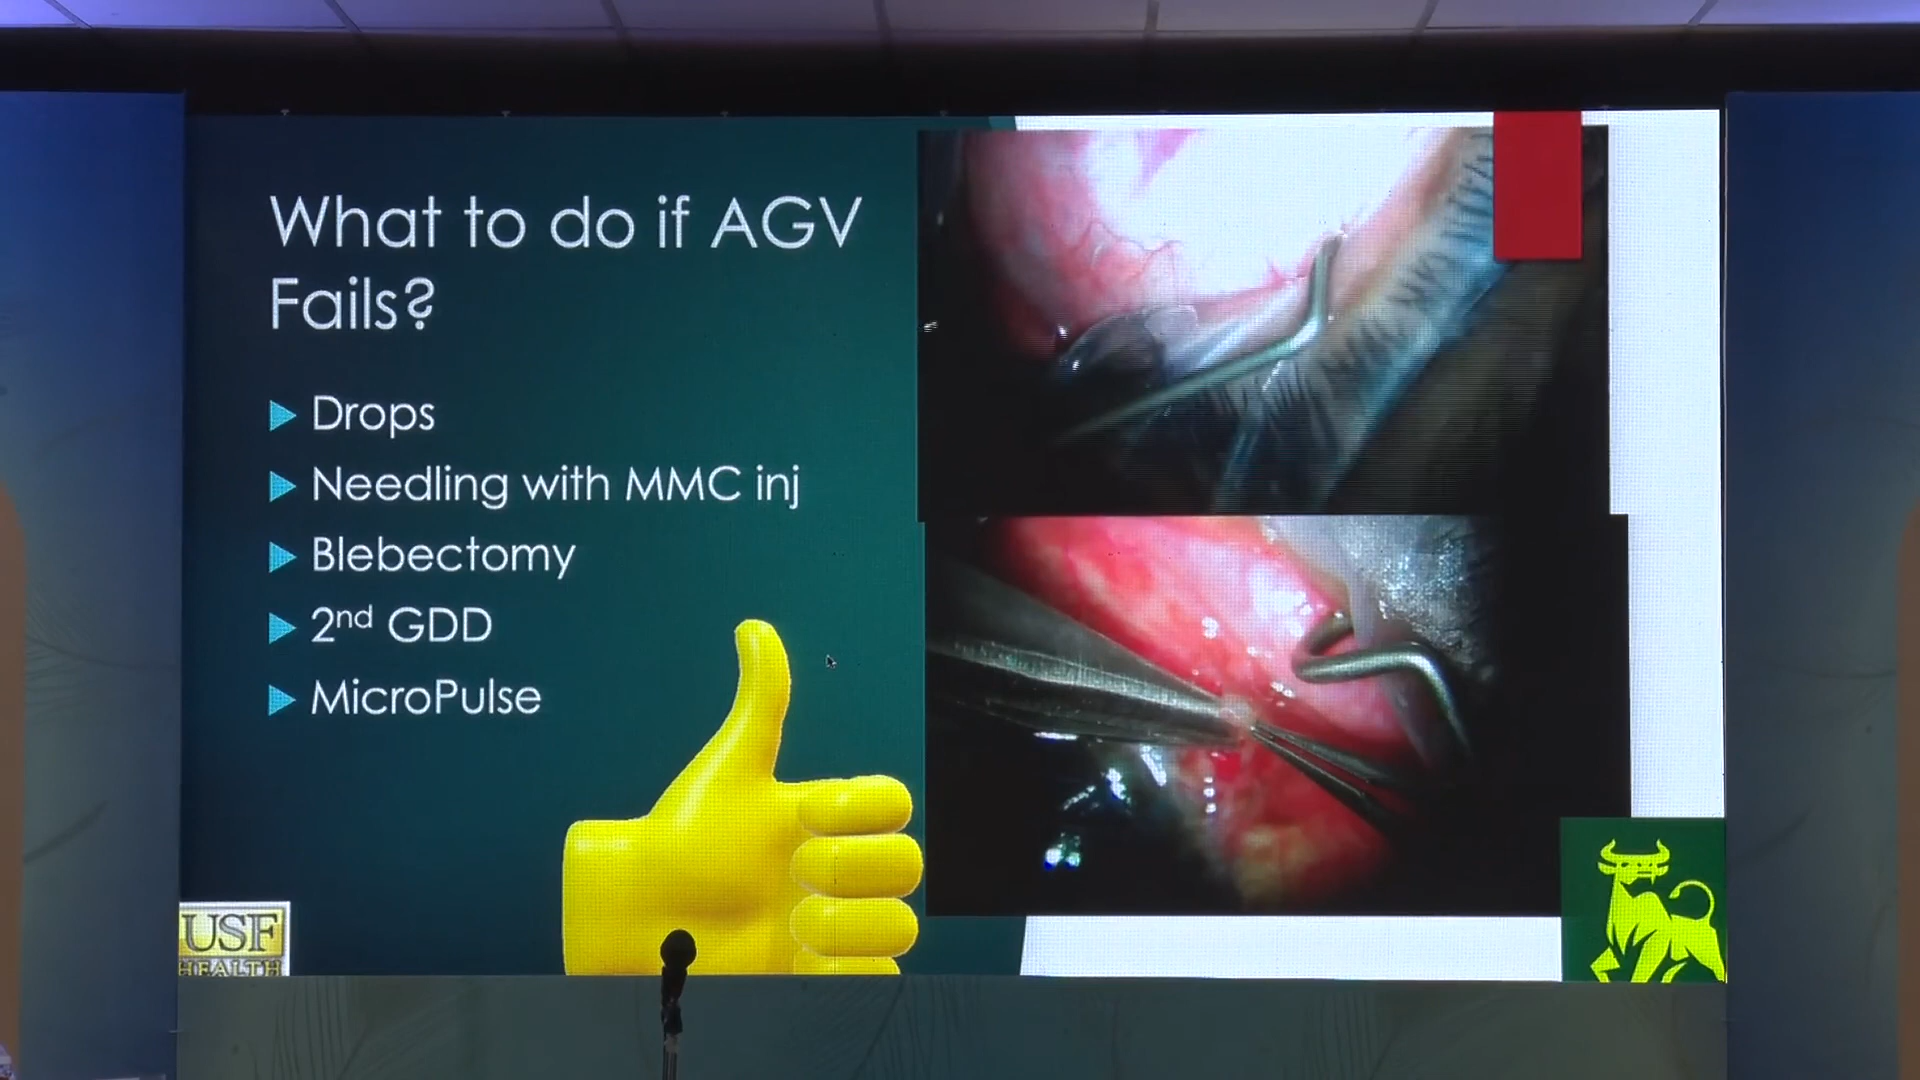 What to do if AGV
Fails?
Drops
Needling with MMC inj
Blebectomy
2nd GDD
MicroPulse
USF
HEALTH